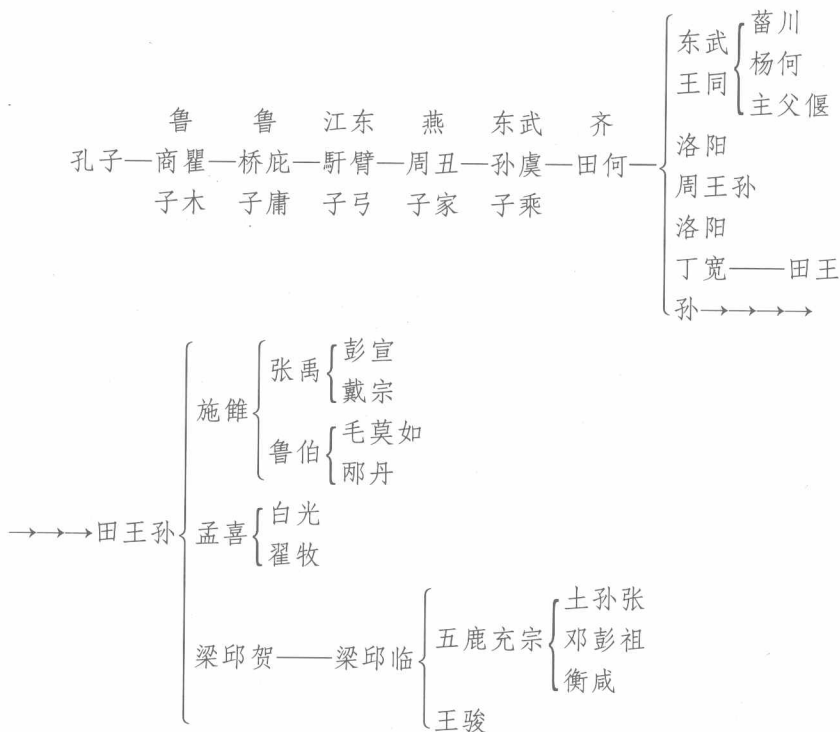 鲁 鲁 江东 燕 东武 齐
孔子—商瞿—桥庇—馯臂—周丑—孙虞—田何—
子木 子庸 子弓 子家 子乘
东武
王同
菑川
杨何
主父偃
洛阳
周王孙
洛阳
丁宽——田王
孙→→→→
→→→田王孙
施雠
张禹
彭宣
戴宗
鲁伯
毛莫如
邴丹
孟喜
白光
翟牧
梁邱贺——梁邱临
五鹿充宗
土孙张
邓彭祖
衡咸
王骏